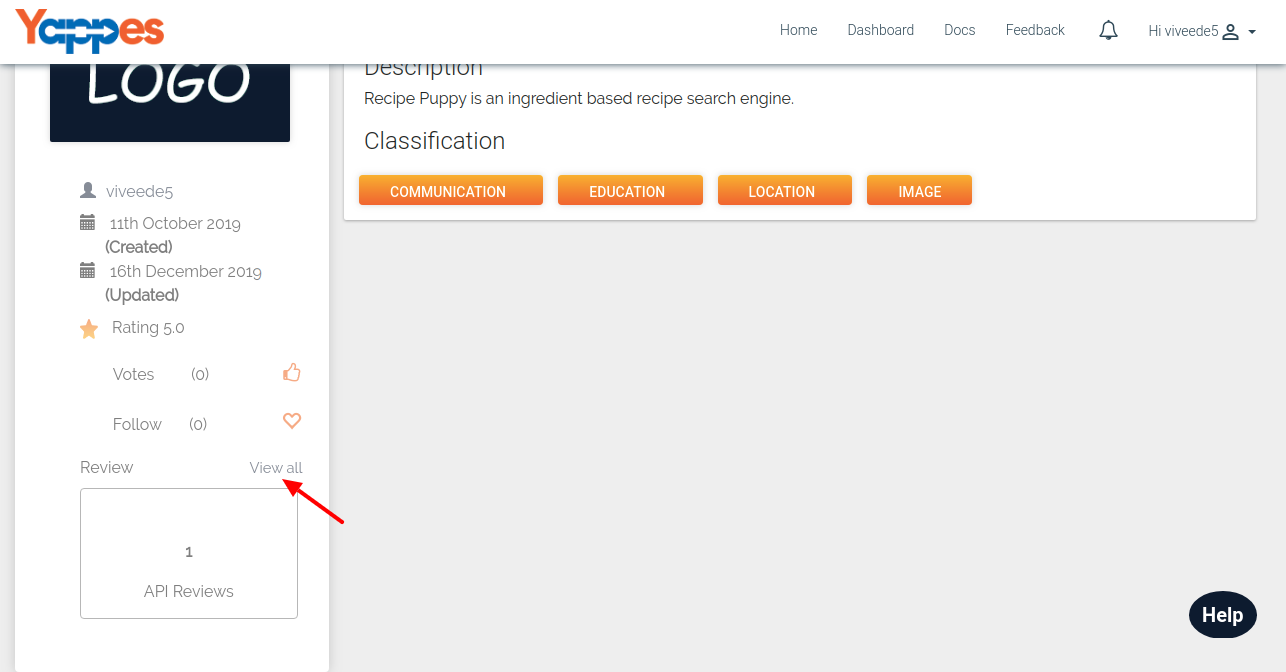 Yappes
Home
Dashboard
Docs
Feedback
Hi viveede5
LOGO
viveede5
11th October 2019
(Created)
16th December 2019
(Updated)
Rating 5.0
Votes (0)
Follow (0)
Review
View all
1
API Reviews
Description
Recipe Puppy is an ingredient based recipe search engine.
Classification
COMMUNICATION
EDUCATION
LOCATION
IMAGE
Help